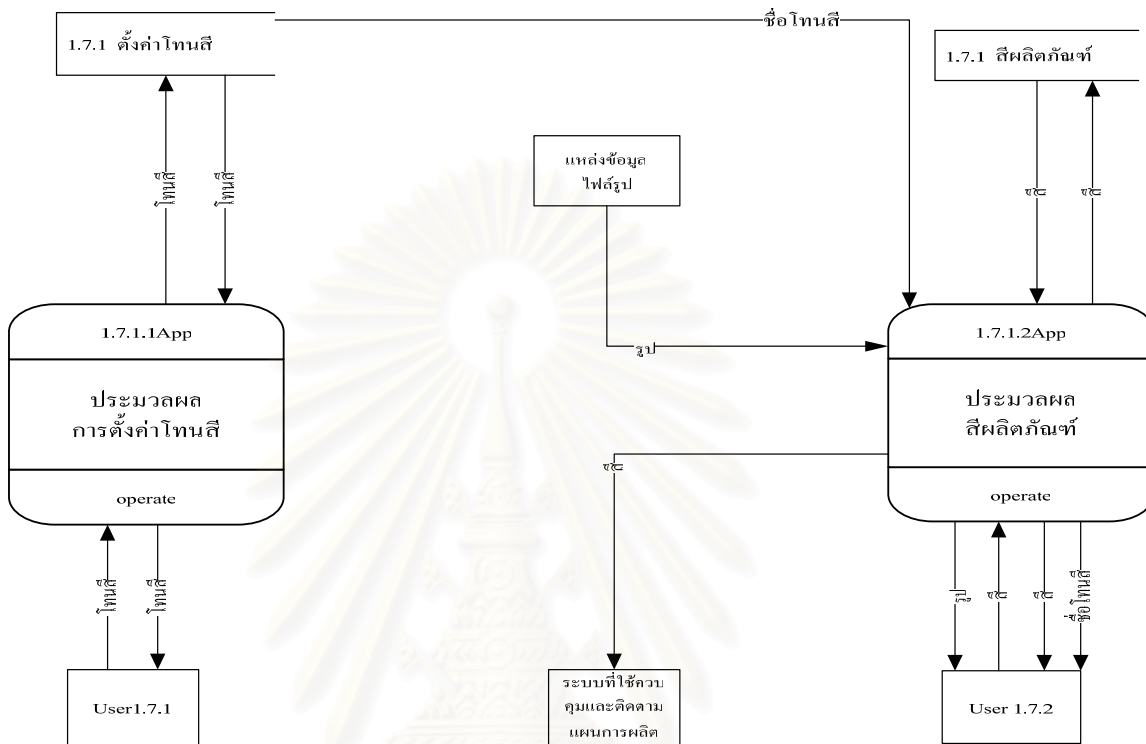 1.7.1 ตั้งค่าโทนสี
ชื่อโทนสี
1.7.1 สีผลิตภัณฑ์
แหล่งข้อมูล
ไฟล์รูป
โทนสี
โทนสี
สี
สี
1.7.1.1App
ประมวลผล
การตั้งค่าโทนสี
operate
รูป
1.7.1.2App
ประมวลผล
สีผลิตภัณฑ์
operate
สี
โทนสี
โทนสี
รูป
สี
สี
ชื่อโทนสี
User1.7.1
ระบบที่ใช้ควบ
คุมและติดตาม
แผนการผลิต
User 1.7.2